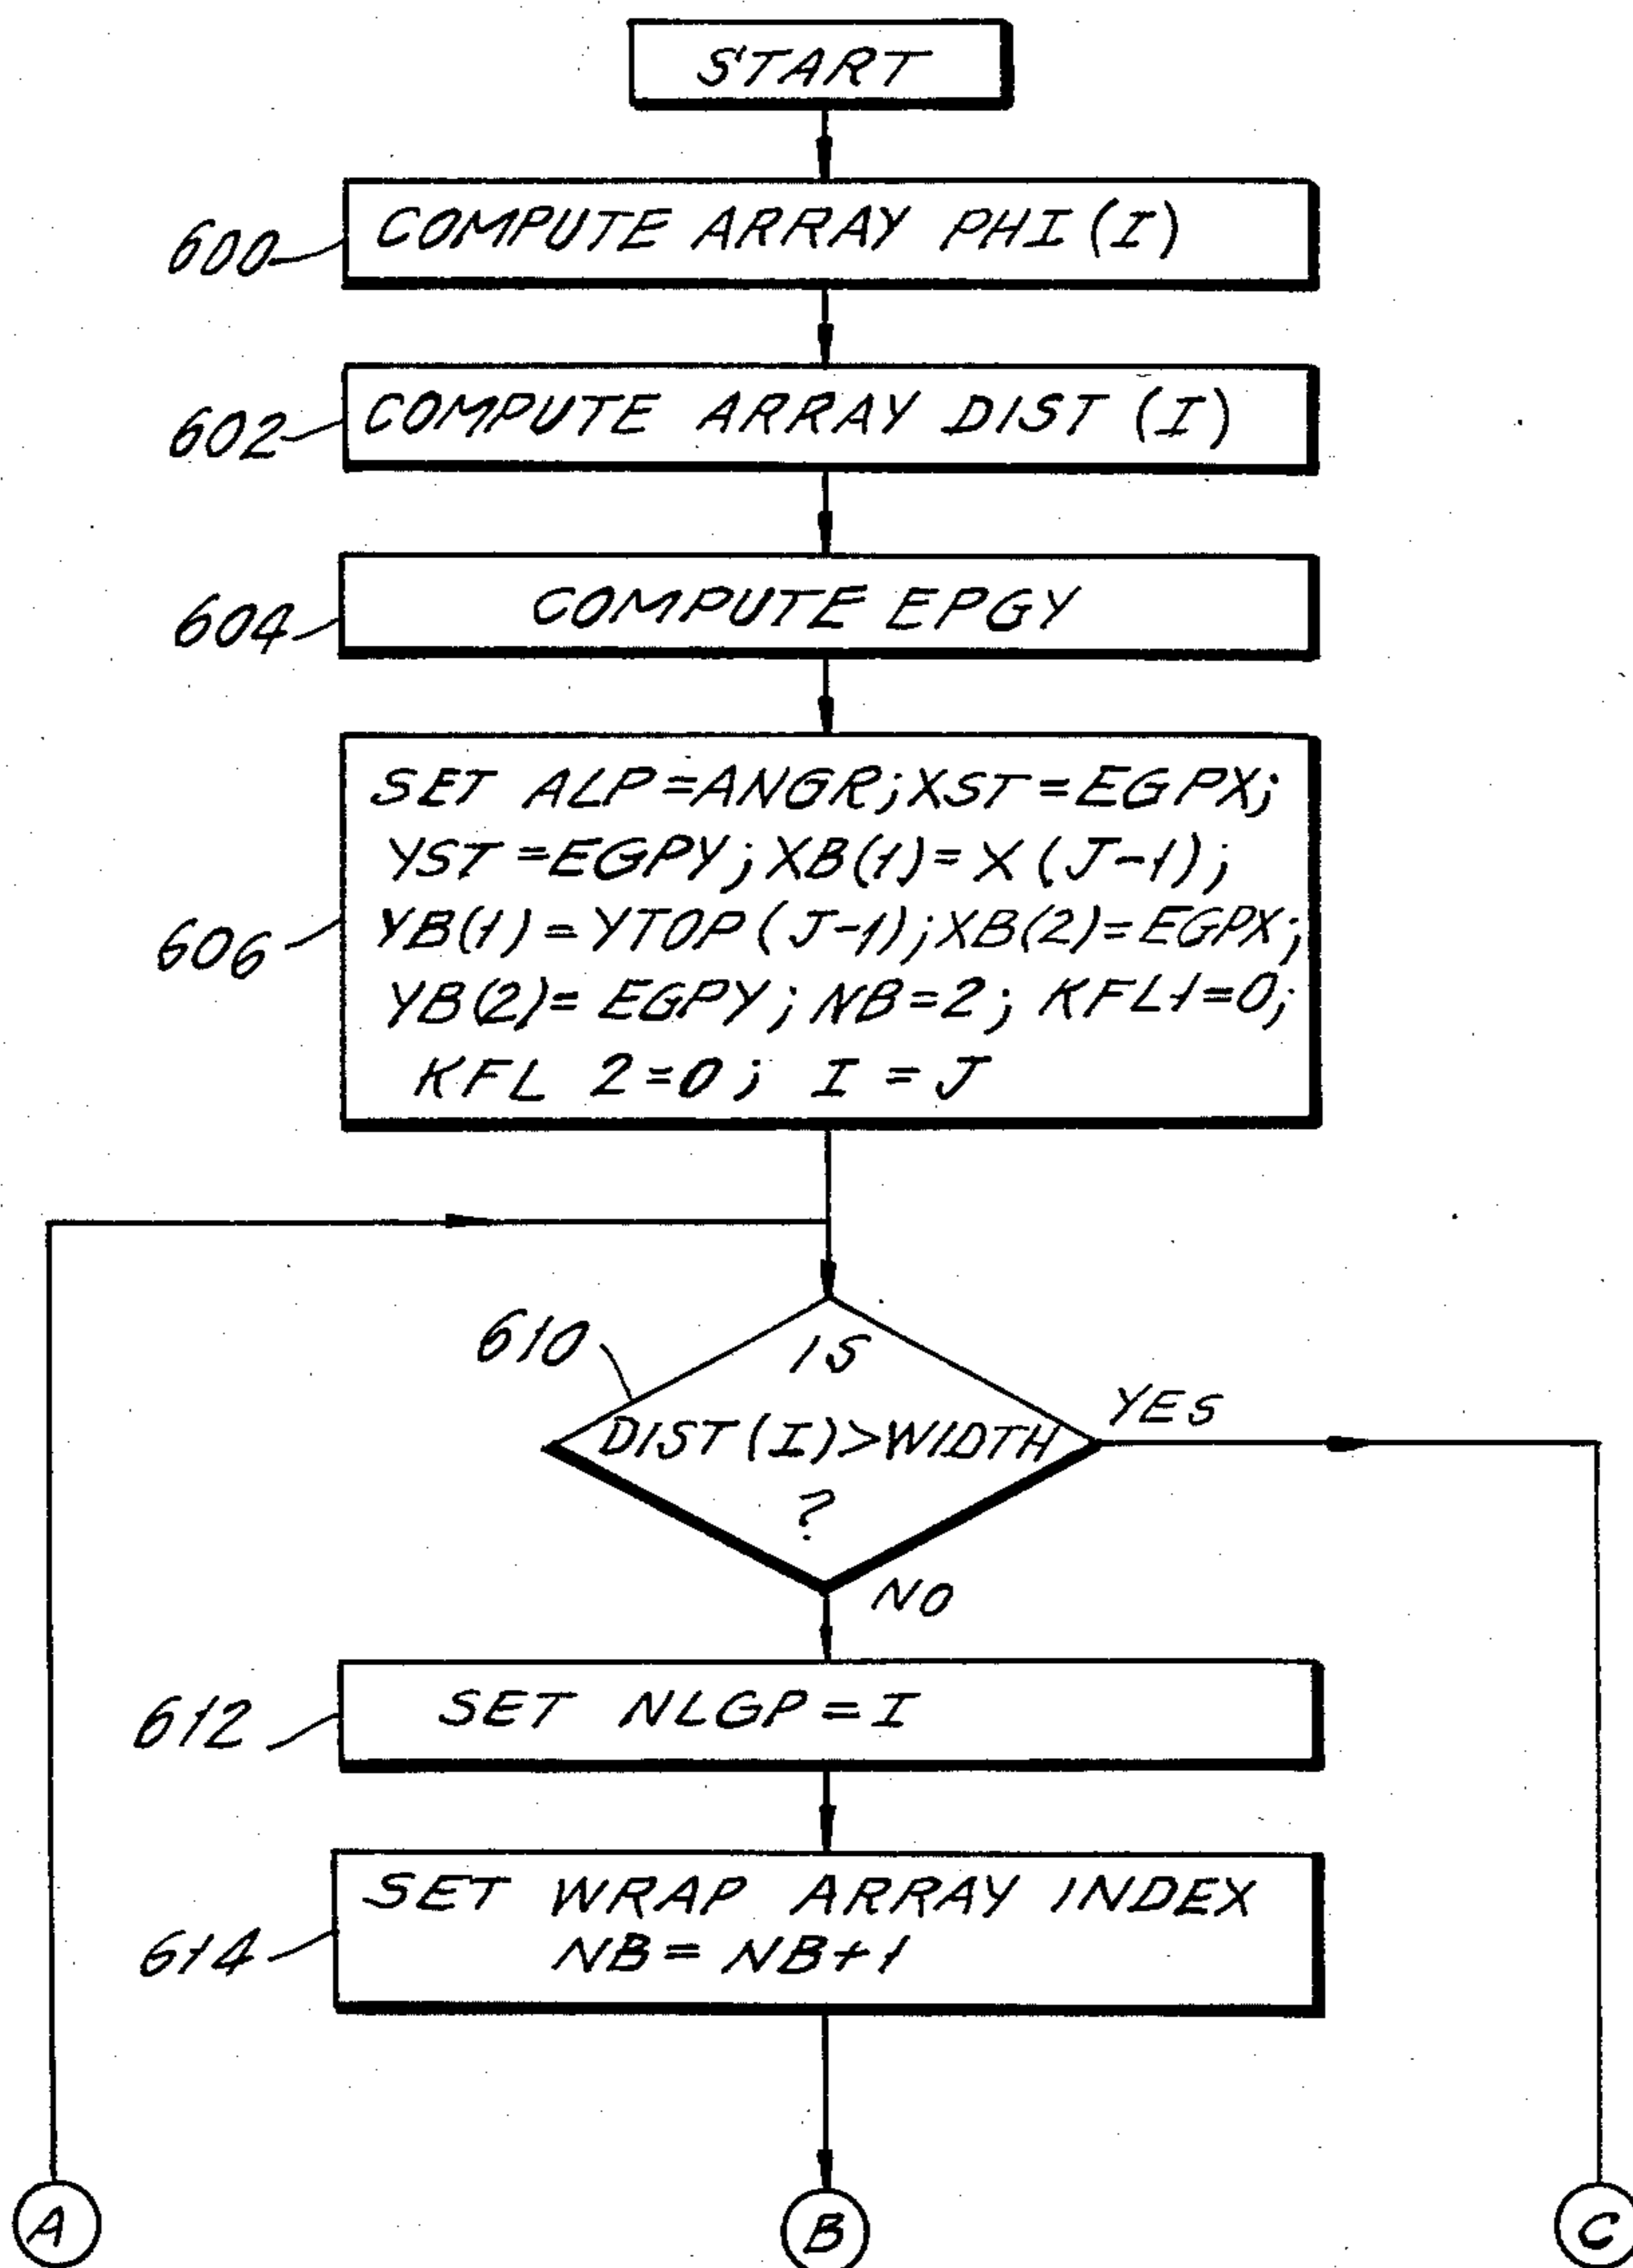 START
600
COMPUTE ARRAY PHI (I)
602
COMPUTE ARRAY DIST (I)
604
COMPUTE EPGY
606
SET ALP=ANGR; XST=EGPX;
YST=EGPY; XB(1)=X(J-1);
YB(1)=YTOP(J-1); XB(2)=EGPX;
YB(2)=EGPY; NB=2; KFL1=0;
KFL 2=0; I=J
610
IS
DIST(I)>WIDTH
?
YES
NO
612
SET NLGP=I
614
SET WRAP ARRAY INDEX
NB=NB+1
A
B
C